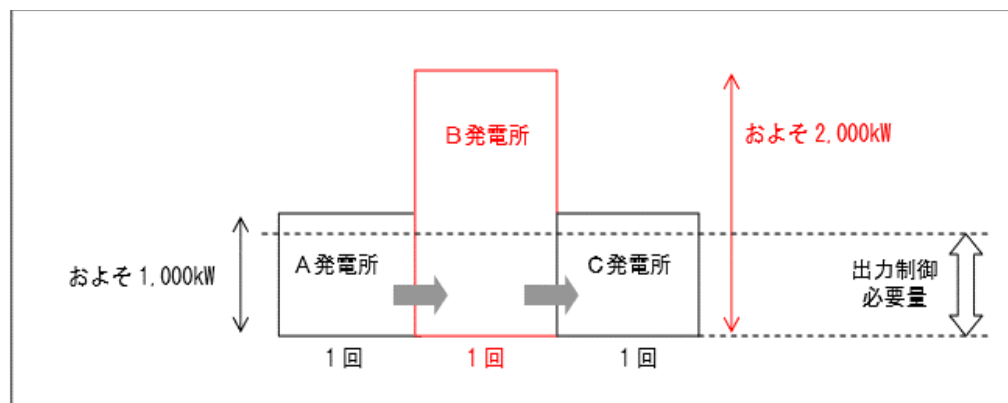 B発電所
およそ 2,000kW
およそ 1,000kW
A発電所
C発電所
出力制御
必要量
1回
1回
1回